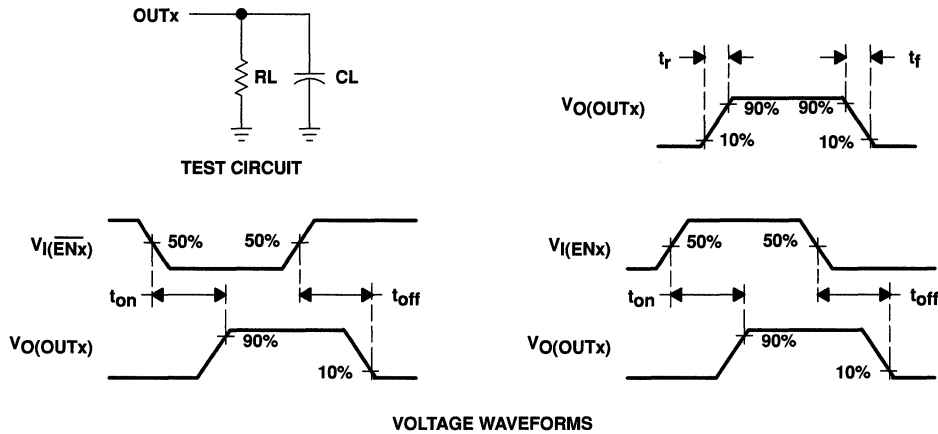 OUTx
RL
CL
TEST CIRCUIT
tr
tf
VO(OUTx)
90%
90%
10%
10%
VI(E̅N̅x̅)
50%
50%
ton
toff
VO(OUTx)
90%
10%
VI(ENx)
50%
50%
ton
toff
VO(OUTx)
90%
10%
VOLTAGE WAVEFORMS